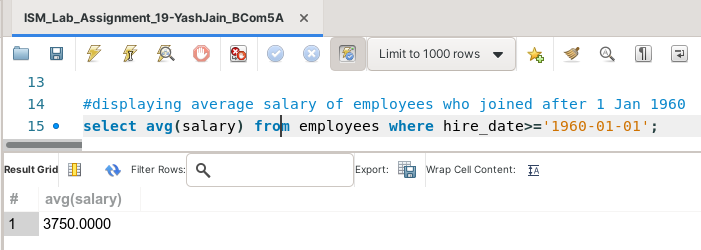 ISM_Lab_Assignment_19-YashJain_BCom5A ×
Limit to 1000 rows
13
14 #displaying average salary of employees who joined after 1 Jan 1960
15 select avg(salary) from employees where hire_date>='1960-01-01';
Result Grid Filter Rows: Export: Wrap Cell Content: IA
# avg(salary)
1 3750.0000